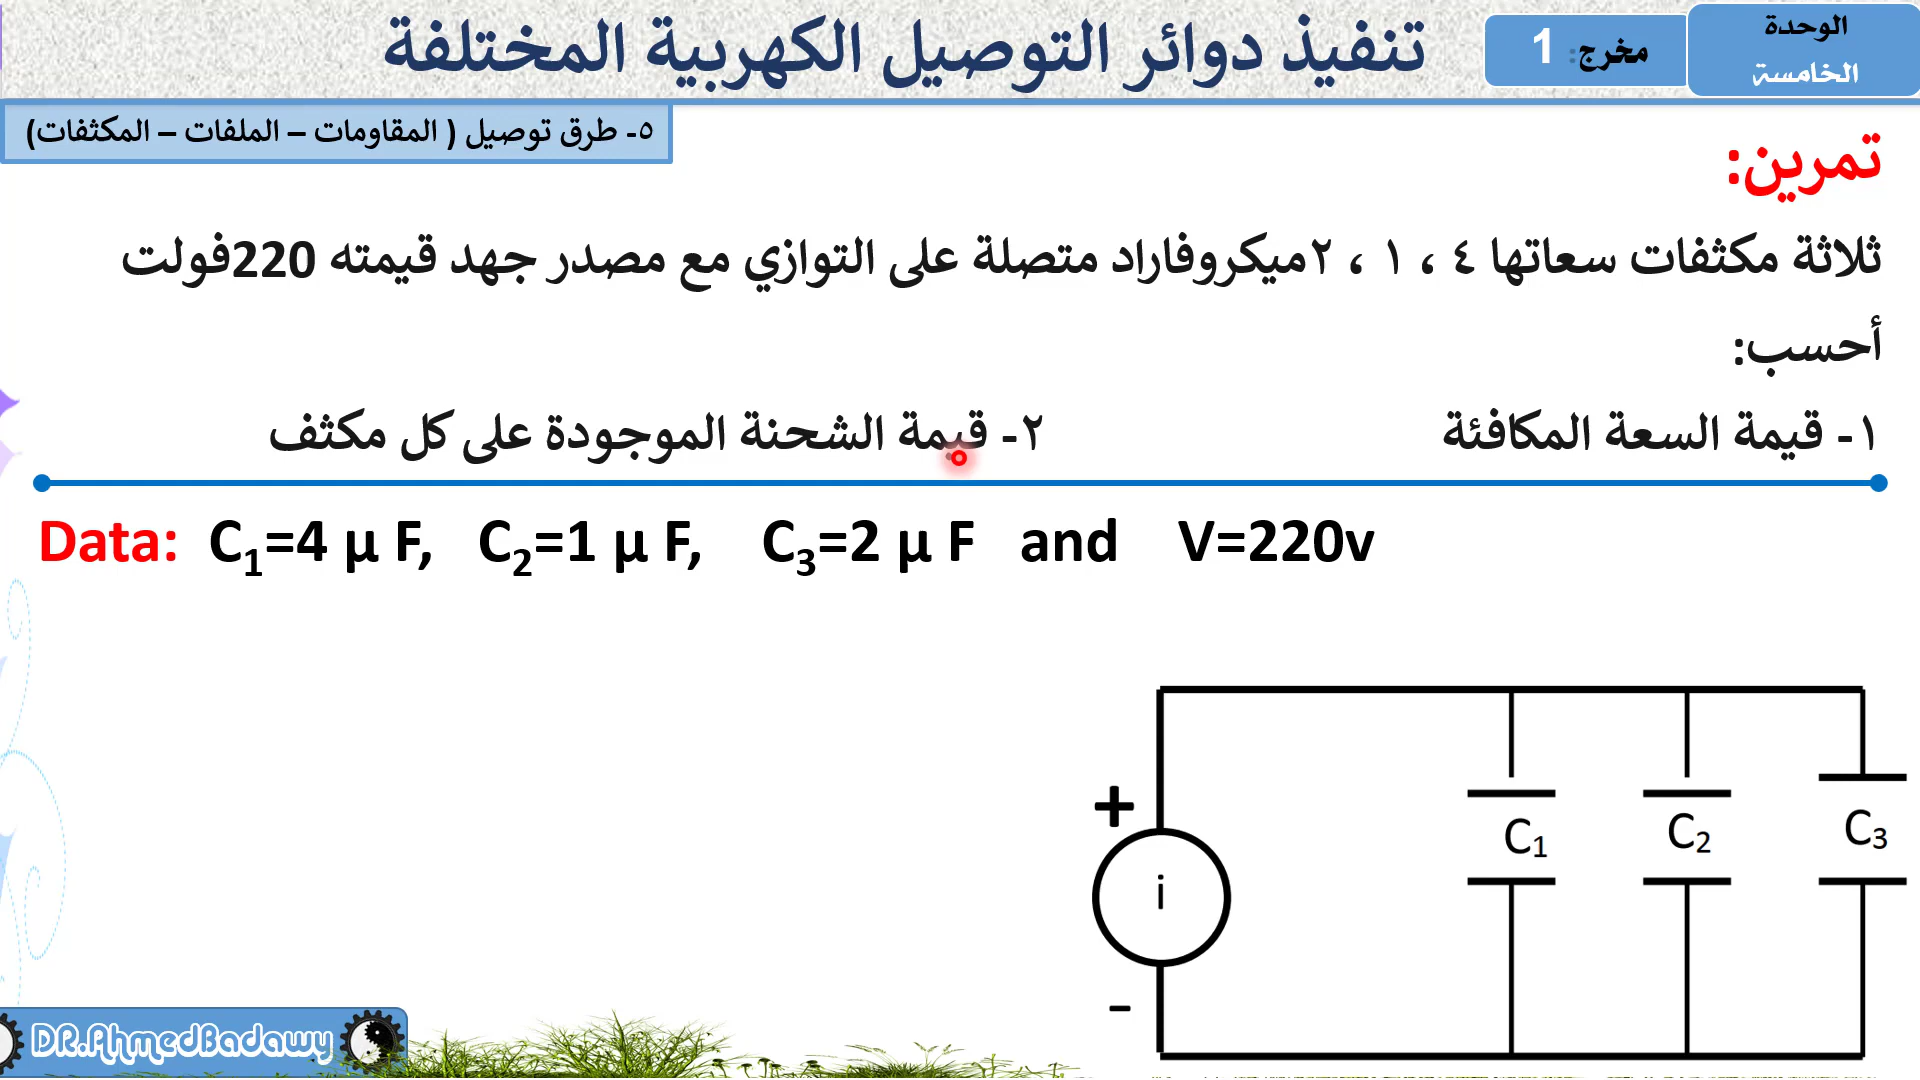 الوحدة
الخامسة
مخرج: 1
تنفيذ دوائر التوصيل الكهربية المختلفة
٥- طرق توصيل ( المقاومات – الملفات – المكثفات)
تمرين:
ثلاثة مكثفات سعاتها ٤ ، ١ ، ٢ميكروفاراد متصلة على التوازي مع مصدر جهد قيمته 220فولت
أحسب:
١- قيمة السعة المكافئة
٢- قيمة الشحنة الموجودة على كل مكثف
Data: C₁=4 µ F, C₂=1 µ F, C₃=2 µ F and V=220v
+
i
-
C₁
C₂
C₃
DR.AhmedBadawy